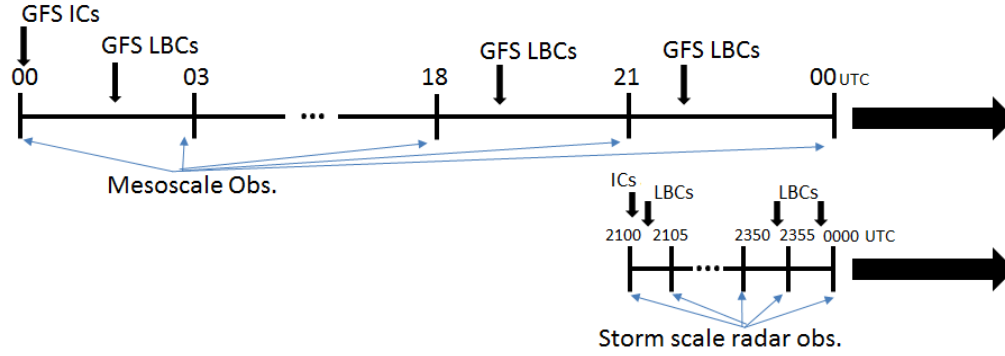 GFS ICs
GFS LBCs GFS LBCs GFS LBCs
00 03 18 21 00 UTC
...
Mesoscale Obs.
ICs LBCs LBCs
2100 2105 2350 2355 0000 UTC
...
Storm scale radar obs.